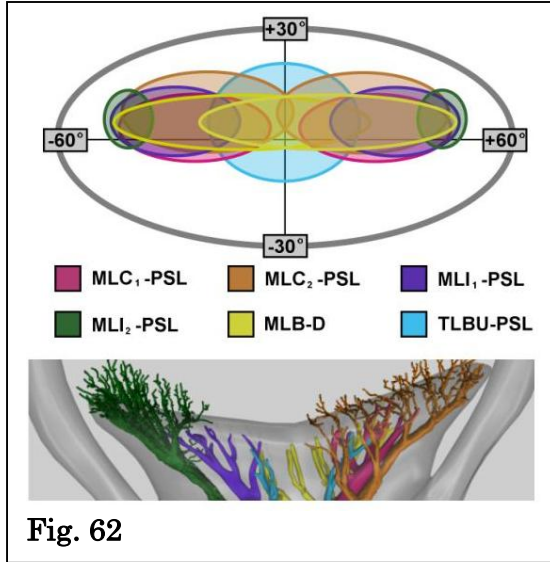 +30°
-60°
+60°
-30°
MLC₁-PSL MLC₂-PSL MLI₁-PSL
MLI₂-PSL MLB-D TLBU-PSL
Fig. 62